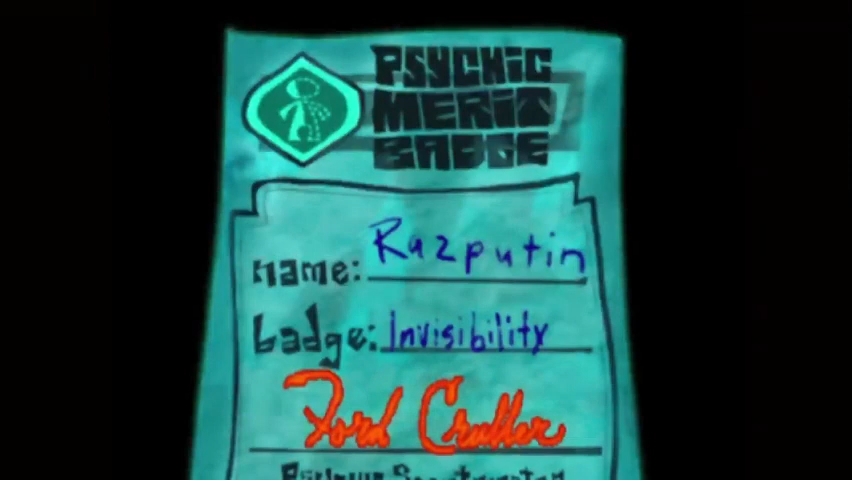 PSYCHIC
MERIT
BADGE
name: Razputin
badge: Invisibility
Ford Cruller